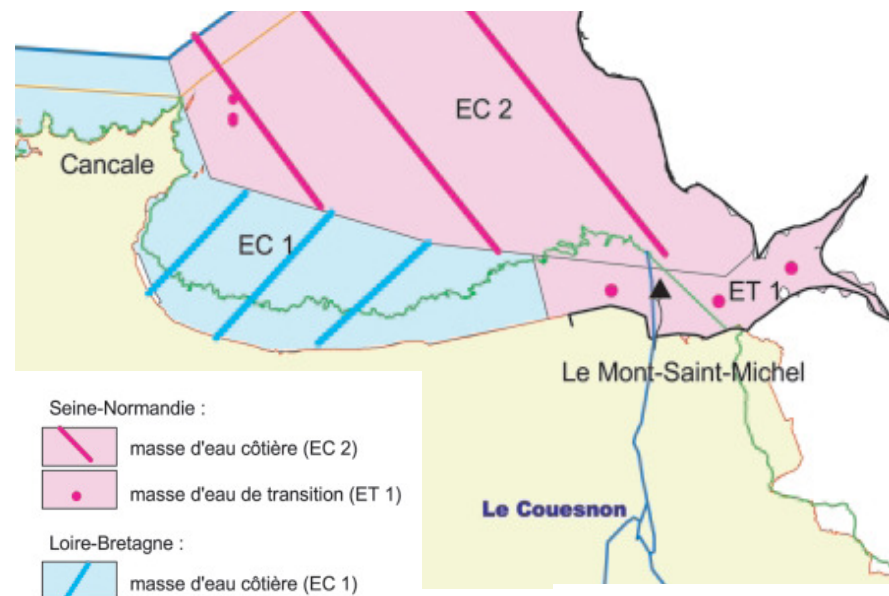 EC 2
Cancale
EC 1
ET 1
Le Mont-Saint-Michel
Le Couesnon
Seine-Normandie :
masse d'eau côtière (EC 2)
masse d'eau de transition (ET 1)
Loire-Bretagne :
masse d'eau côtière (EC 1)